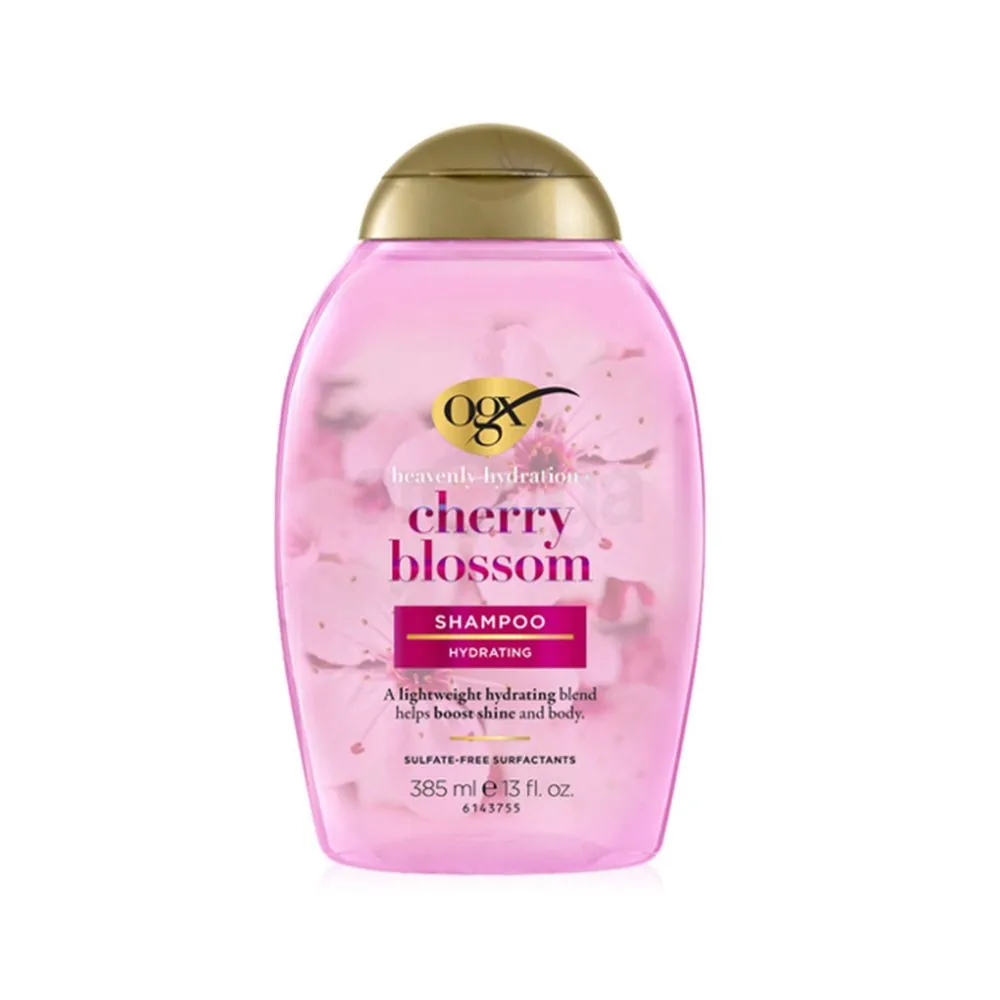 ogx
heavenly hydration +
cherry
blossom
SHAMPOO
HYDRATING
A lightweight hydrating blend
helps boost shine and body.
SULFATE-FREE SURFACTANTS
385 ml ℮ 13 fl. oz.
6143755